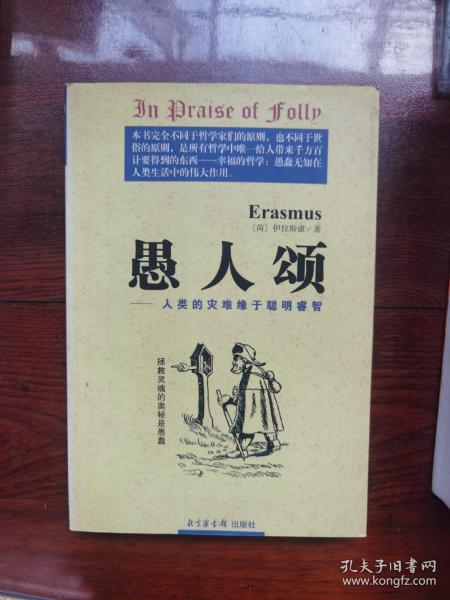 In Praise of Folly
本书完全不同于哲学家们的原则，也不同于世
俗的原则，是所有哲学中唯一给人带来千方百
计要得到的东西——幸福的哲学：愚蠢无知在
人类生活中的伟大作用。
Erasmus
［荷］伊拉斯谟／著
愚人颂
——人类的灾难缘于聪明睿智
拯救灵魂的奥秘是愚蠢
北京图书馆出版社
孔夫子旧书网
www.kongfz.com